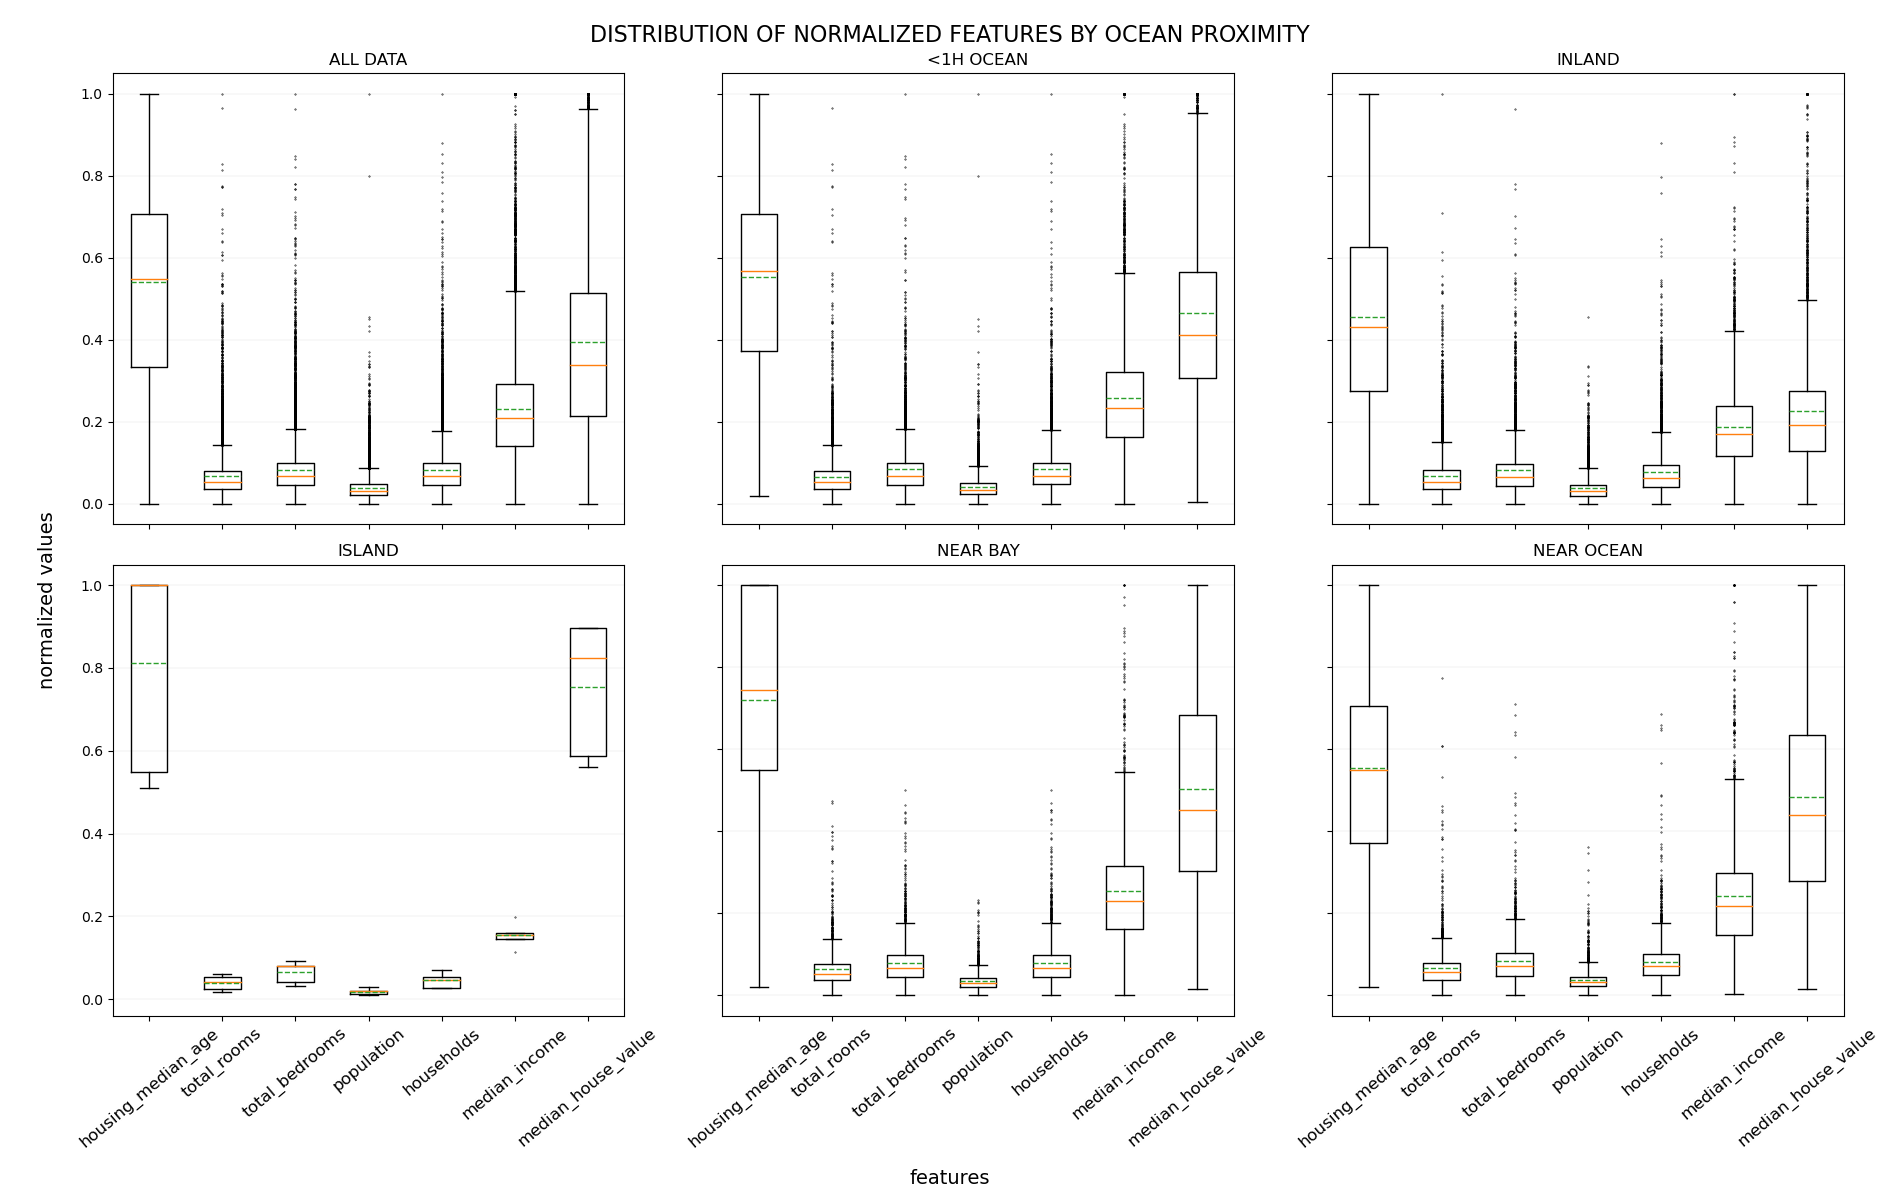 DISTRIBUTION OF NORMALIZED FEATURES BY OCEAN PROXIMITY
ALL DATA
<1H OCEAN
INLAND
1.0
0.8
0.6
0.4
0.2
0.0
normalized values
ISLAND
NEAR BAY
NEAR OCEAN
1.0
0.8
0.6
0.4
0.2
0.0
housing_median_age
total_rooms
total_bedrooms
population
households
median_income
median_house_value
housing_median_age
total_rooms
total_bedrooms
population
households
median_income
median_house_value
housing_median_age
total_rooms
total_bedrooms
population
households
median_income
median_house_value
features